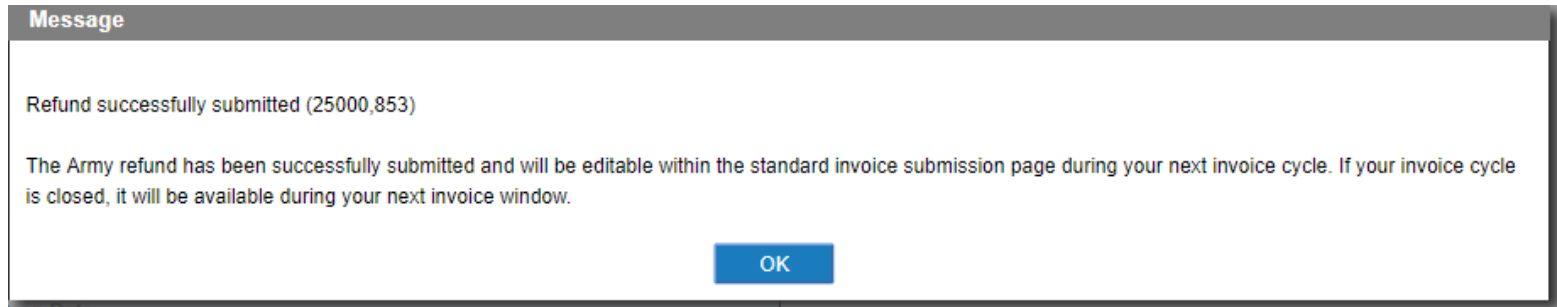 Message
Refund successfully submitted (25000,853)
The Army refund has been successfully submitted and will be editable within the standard invoice submission page during your next invoice cycle. If your invoice cycle
is closed, it will be available during your next invoice window.
OK